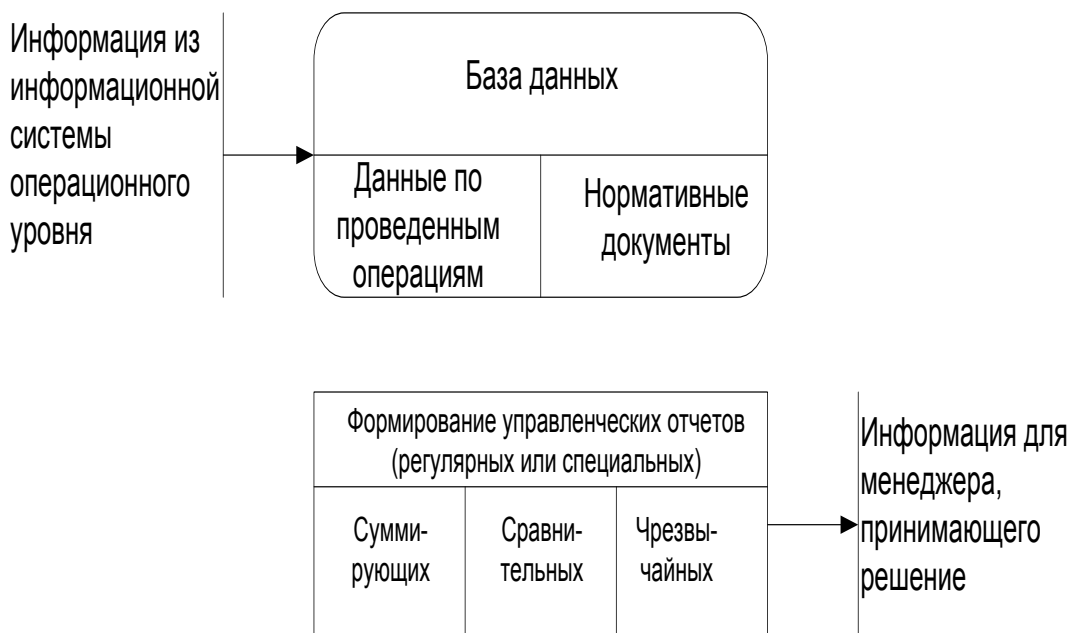 Информация из
информационной
системы
операционного
уровня
База данных
Данные по
проведенным
операциям
Нормативные
документы
Формирование управленческих отчетов
(регулярных или специальных)
Сумми-
рующих
Сравни-
тельных
Чрезвы-
чайных
Информация для
менеджера,
принимающего
решение